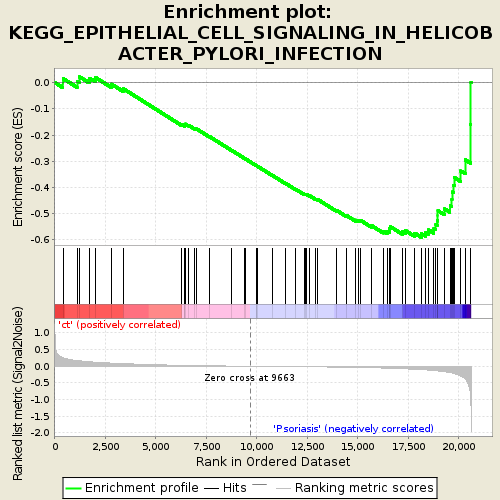 Enrichment plot:
KEGG_EPITHELIAL_CELL_SIGNALING_IN_HELICOB
ACTER_PYLORI_INFECTION
Enrichment score (ES)
0.0
-0.1
-0.2
-0.3
-0.4
-0.5
-0.6
'ct' (positively correlated)
Ranked list metric (Signal2Noise)
1.0
0.5
0.0
-0.5
-1.0
-1.5
-2.0
Zero cross at 9663
'Psoriasis' (negatively correlated)
0 2,500 5,000 7,500 10,000 12,500 15,000 17,500 20,000
Rank in Ordered Dataset
Enrichment profile Hits Ranking metric scores